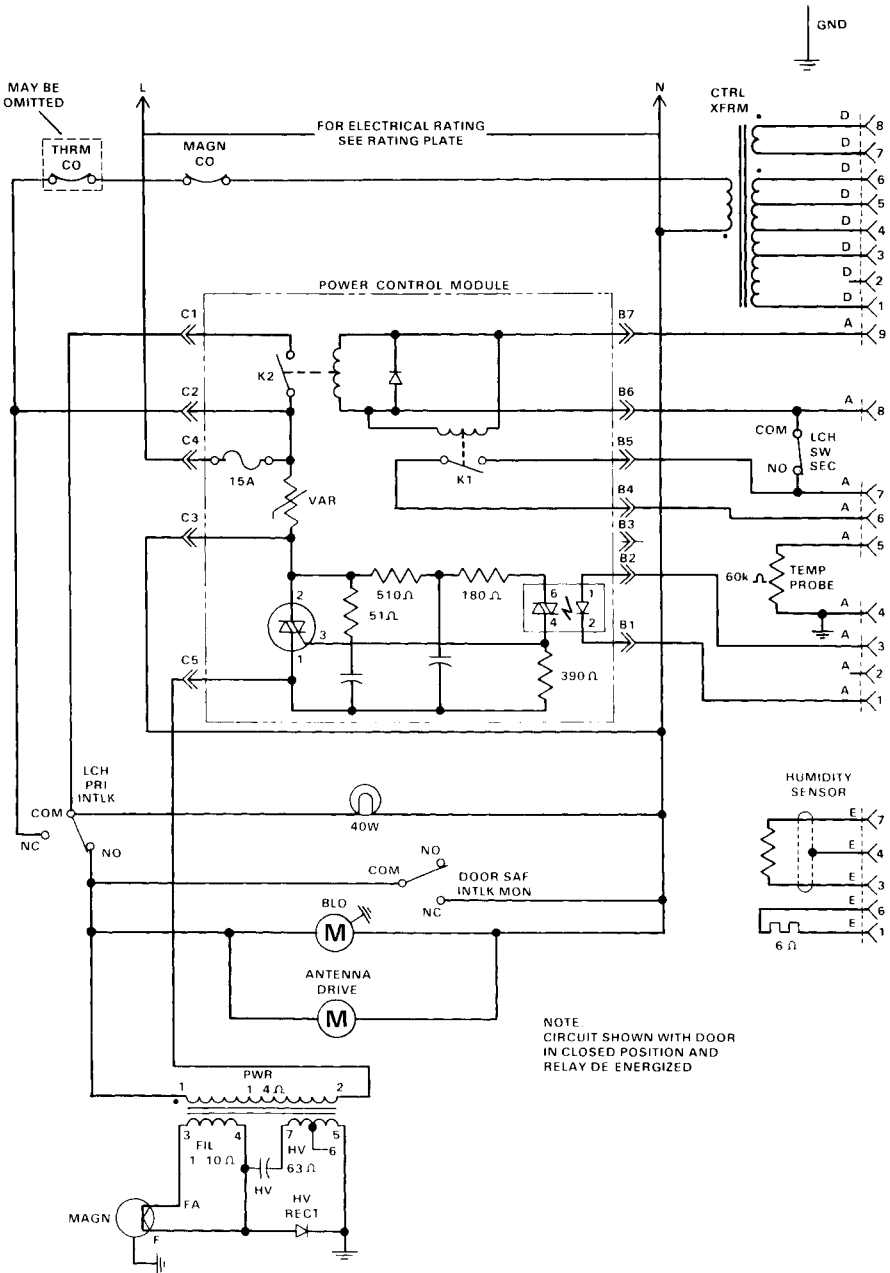 GND
MAY BE
OMITTED
L
N
CTRL
XFRM
FOR ELECTRICAL RATING
SEE RATING PLATE
THRM
CO
MAGN
CO
D 8
D 7
D 6
D 5
D 4
D 3
D 2
D 1
A 9
POWER CONTROL MODULE
C1
B7
K2
C2
B6
A 8
COM
LCH
SW
SEC
NO
C4
15A
K1
B5
A 7
VAR
B4
A 6
C3
B3
A 5
B2
60k Ω
TEMP
PROBE
2
510Ω
180Ω
6
1
51Ω
4
2
3
B1
A 4
1
A 3
C5
390Ω
A 2
A 1
LCH
PRI
INTLK
COM
NC
NO
40W
HUMIDITY
SENSOR
E 7
E 4
E 3
E 6
E 1
6 Ω
NO
COM
DOOR SAF
INTLK MON
NC
BLO
M
ANTENNA
DRIVE
M
NOTE.
CIRCUIT SHOWN WITH DOOR
IN CLOSED POSITION AND
RELAY DE ENERGIZED
PWR
1
1 4Ω
2
3
4
7
5
FIL
HV
6
1 10Ω
63Ω
HV
HV
RECT
MAGN
FA
F